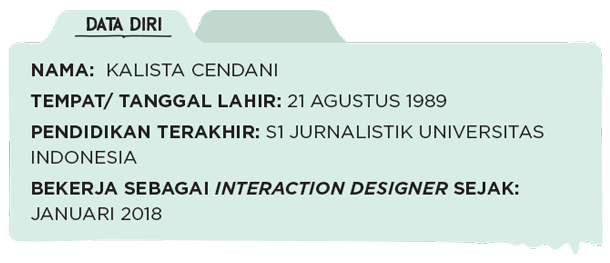 DATA DIRI
NAMA: KALISTA CENDANI
TEMPAT/ TANGGAL LAHIR: 21 AGUSTUS 1989
PENDIDIKAN TERAKHIR: S1 JURNALISTIK UNIVERSITAS
INDONESIA
BEKERJA SEBAGAI INTERACTION DESIGNER SEJAK:
JANUARI 2018